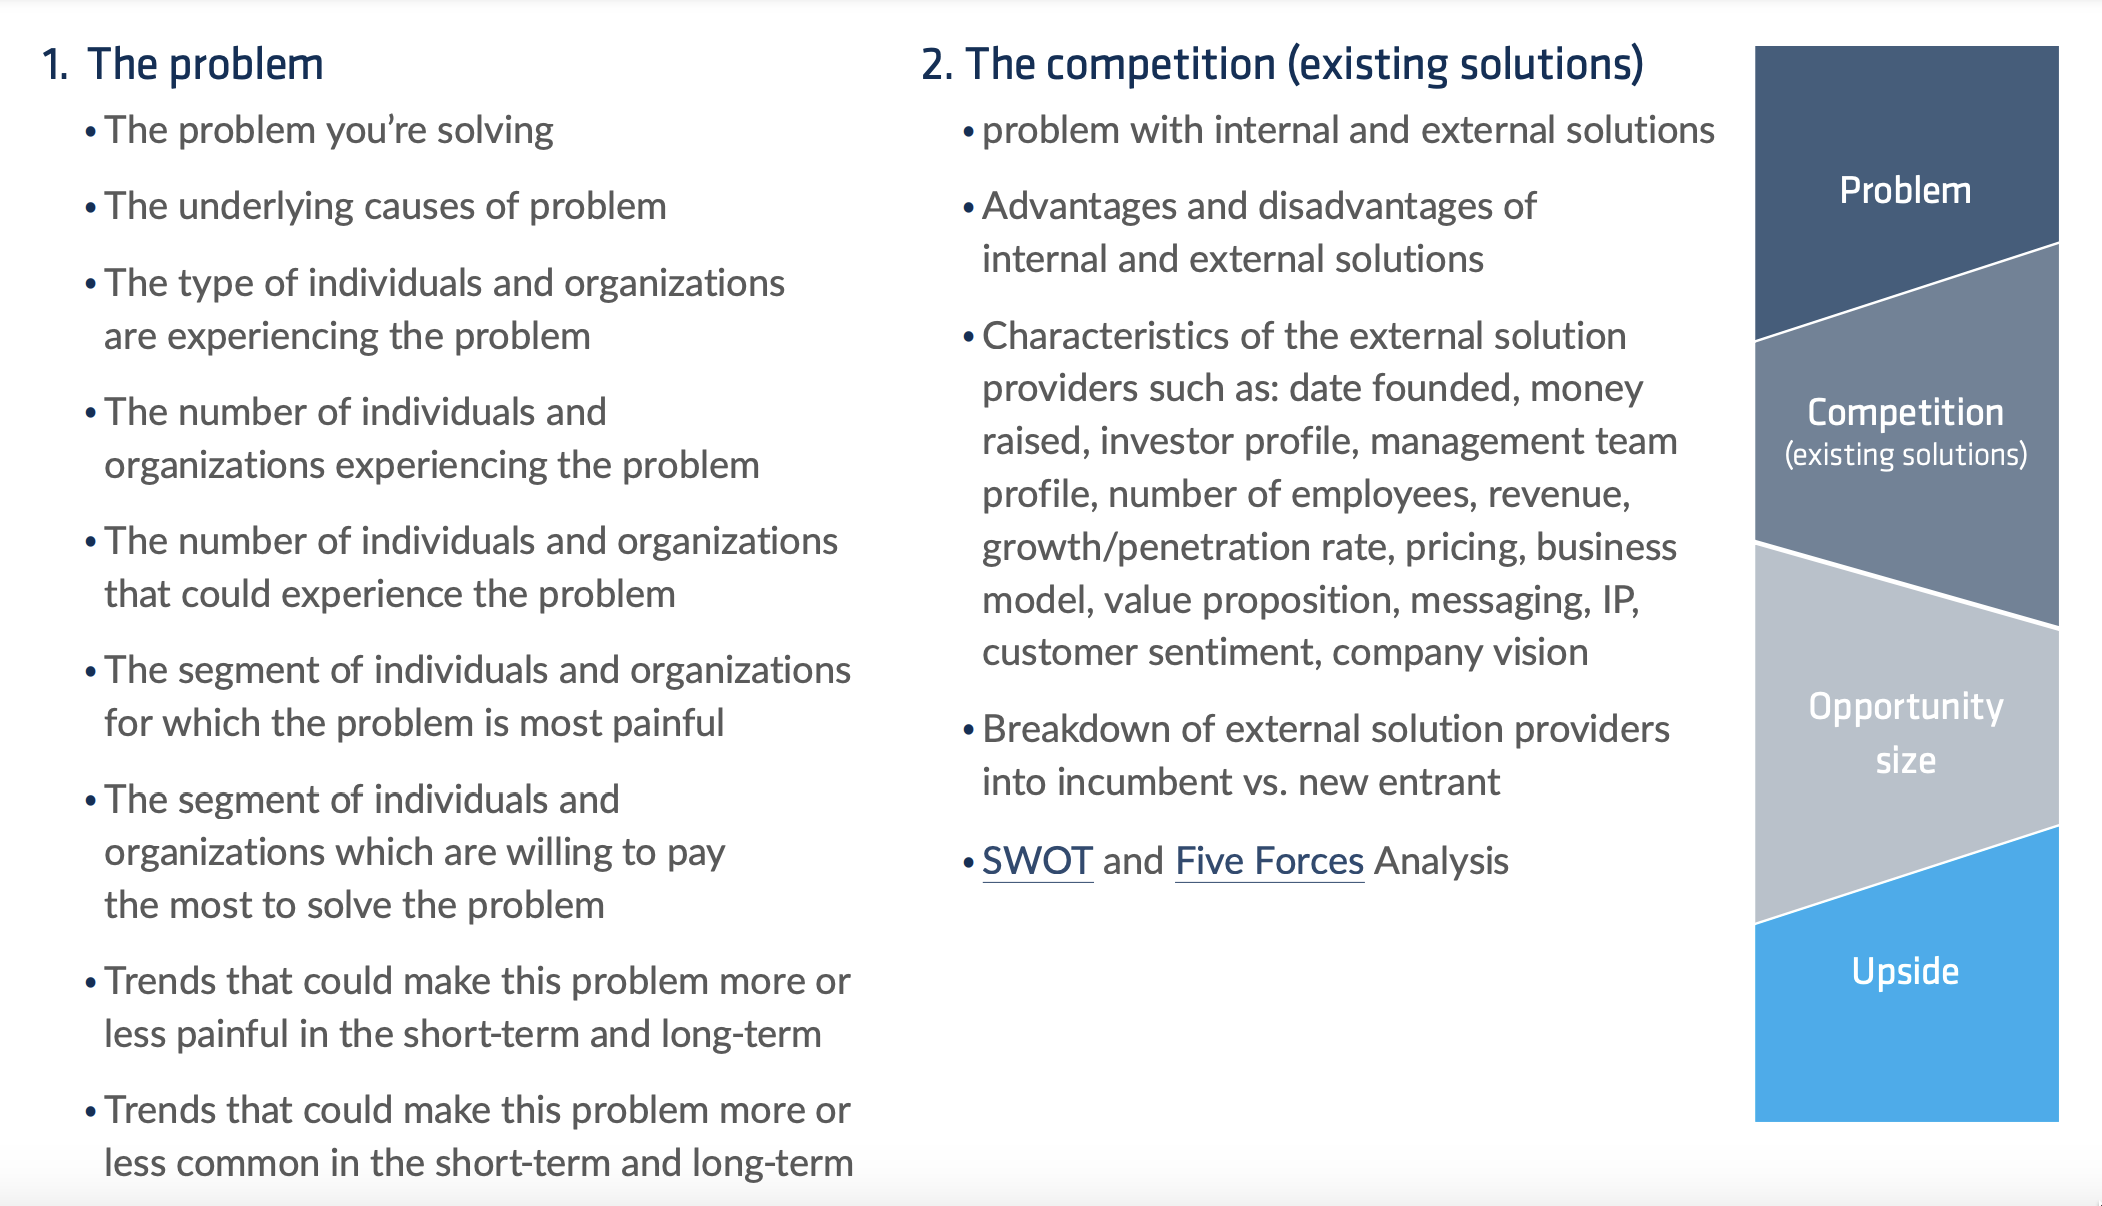 1. The problem
• The problem you’re solving
• The underlying causes of problem
• The type of individuals and organizations
are experiencing the problem
• The number of individuals and
organizations experiencing the problem
• The number of individuals and organizations
that could experience the problem
• The segment of individuals and organizations
for which the problem is most painful
• The segment of individuals and
organizations which are willing to pay
the most to solve the problem
• Trends that could make this problem more or
less painful in the short-term and long-term
• Trends that could make this problem more or
less common in the short-term and long-term
2. The competition (existing solutions)
• problem with internal and external solutions
• Advantages and disadvantages of
internal and external solutions
• Characteristics of the external solution
providers such as: date founded, money
raised, investor profile, management team
profile, number of employees, revenue,
growth/penetration rate, pricing, business
model, value proposition, messaging, IP,
customer sentiment, company vision
• Breakdown of external solution providers
into incumbent vs. new entrant
• SWOT and Five Forces Analysis
Problem
Competition
(existing solutions)
Opportunity
size
Upside